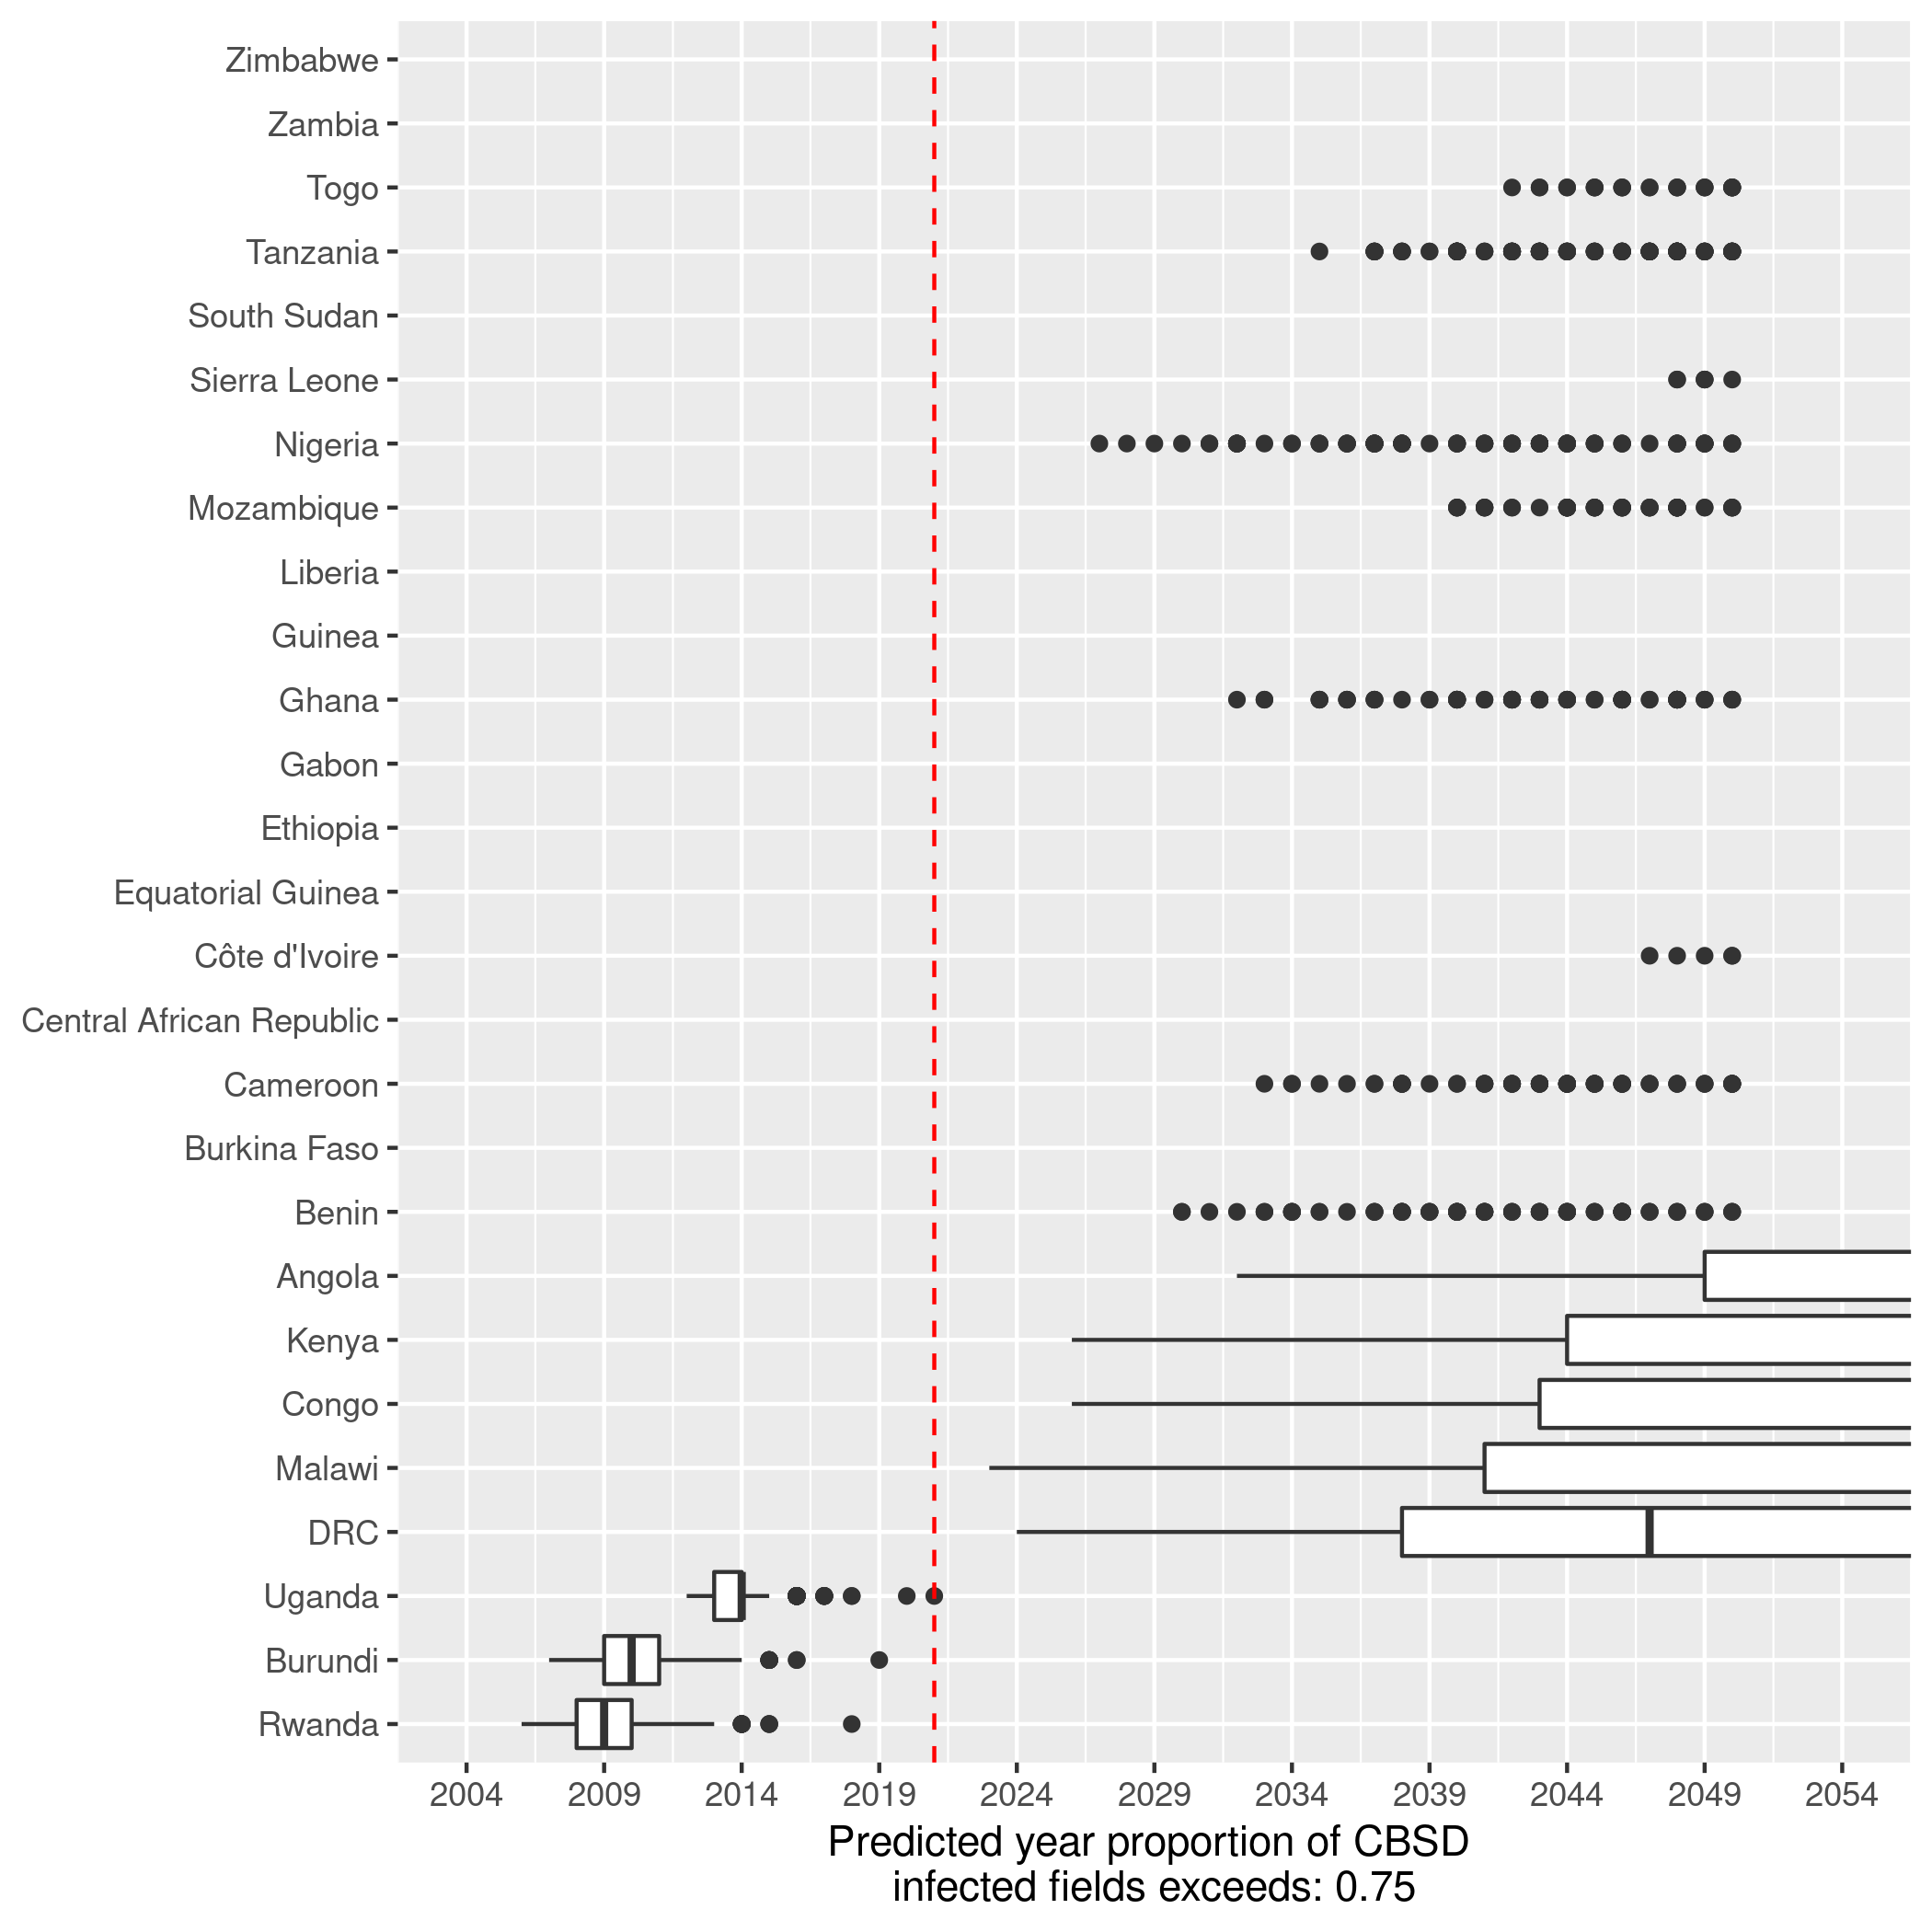 Zimbabwe
Zambia
Togo
Tanzania
South Sudan
Sierra Leone
Nigeria
Mozambique
Liberia
Guinea
Ghana
Gabon
Ethiopia
Equatorial Guinea
Côte d'Ivoire
Central African Republic
Cameroon
Burkina Faso
Benin
Angola
Kenya
Congo
Malawi
DRC
Uganda
Burundi
Rwanda
2004 2009 2014 2019 2024 2029 2034 2039 2044 2049 2054
Predicted year proportion of CBSD
infected fields exceeds: 0.75